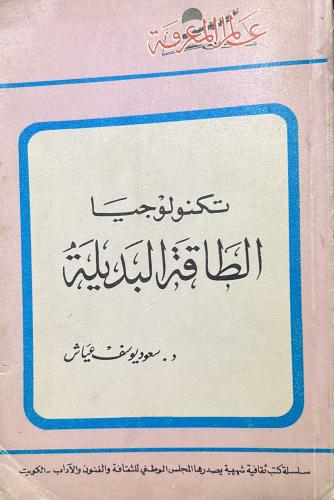 عالم المعرفة
تكنولوجيا
الطاقة البديلة
د. سعود يوسف عياش
سلسلة كتب ثقافية شهرية يصدرها المجلس الوطني للثقافة والفنون والآداب - الكويت